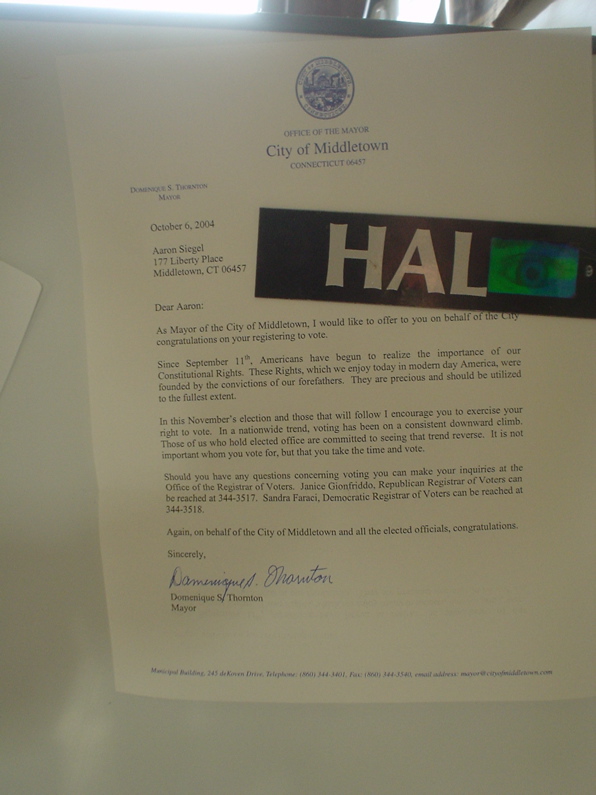 OFFICE OF THE MAYOR
City of Middletown
CONNECTICUT 06457
DOMENIQUE S. THORNTON
MAYOR
October 6, 2004
HAL
Aaron Siegel
177 Liberty Place
Middletown, CT 06457
Dear Aaron:
As Mayor of the City of Middletown, I would like to offer to you on behalf of the City
congratulations on your registering to vote.
Since September 11th, Americans have begun to realize the importance of our
Constitutional Rights. These Rights, which we enjoy today in modern day America, were
founded by the convictions of our forefathers. They are precious and should be utilized
to the fullest extent.
In this November's election and those that will follow I encourage you to exercise your
right to vote. In a nationwide trend, voting has been on a consistent downward climb.
Those of us who hold elected office are committed to seeing that trend reverse. It is not
important whom you vote for, but that you take the time and vote.
Should you have any questions concerning voting you can make your inquiries at the
Office of the Registrar of Voters. Janice Gionfriddo, Republican Registrar of Voters can
be reached at 344-3517. Sandra Faraci, Democratic Registrar of Voters can be reached at
344-3518.
Again, on behalf of the City of Middletown and all the elected officials, congratulations.
Sincerely,
Domenique S. Thornton
Domenique S. Thornton
Mayor
Municipal Building, 245 deKoven Drive, Telephone: (860) 344-3401, Fax: (860) 344-3540, email address: mayor@cityofmiddletown.com